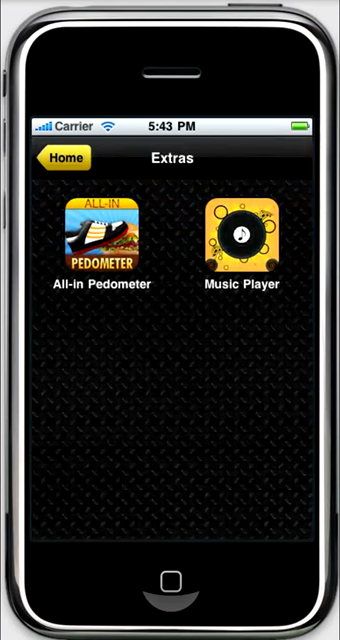 Carrier 5:43 PM
Home Extras
ALL-IN
PEDOMETER
All-in Pedometer Music Player